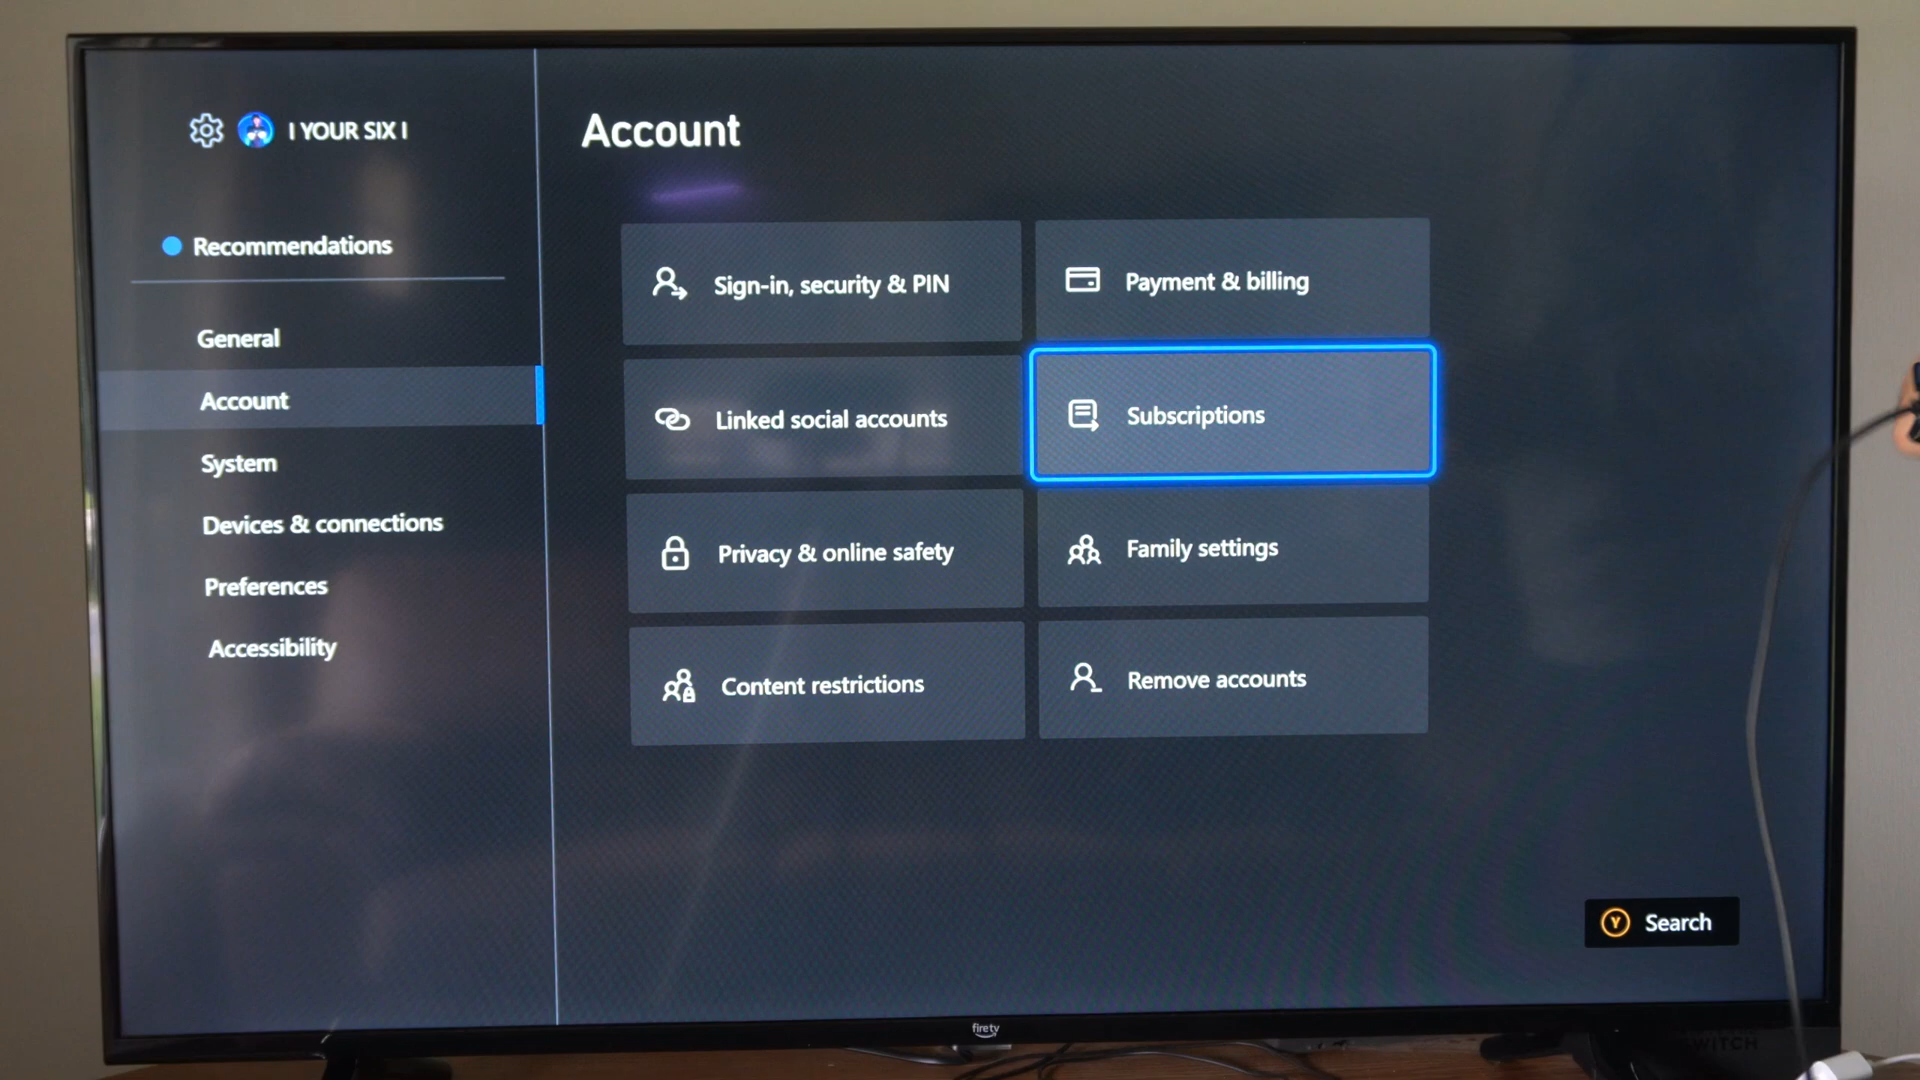 I YOUR SIX I
Recommendations
General
Account
System
Devices & connections
Preferences
Accessibility
Account
Sign-in, security & PIN
Payment & billing
Linked social accounts
Subscriptions
Privacy & online safety
Family settings
Content restrictions
Remove accounts
Y Search
firetv